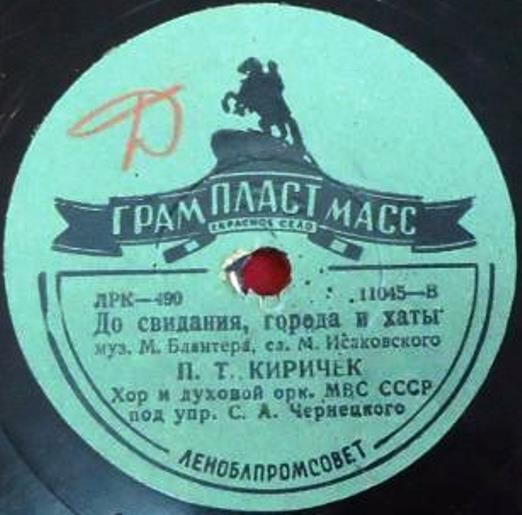 Д
ГРАМПЛАСТМАСС
КРАСНОЕ СЕЛО
ЛРК—490 11045—В
До свидания, города и хаты
муз. М. Блантера, сл. М. Исаковского
П. Т. КИРИЧЕК
Хор и духовой орк. МВС СССР
под упр. С. А. Чернецкого
ЛЕНОБЛПРОМСОВЕТ